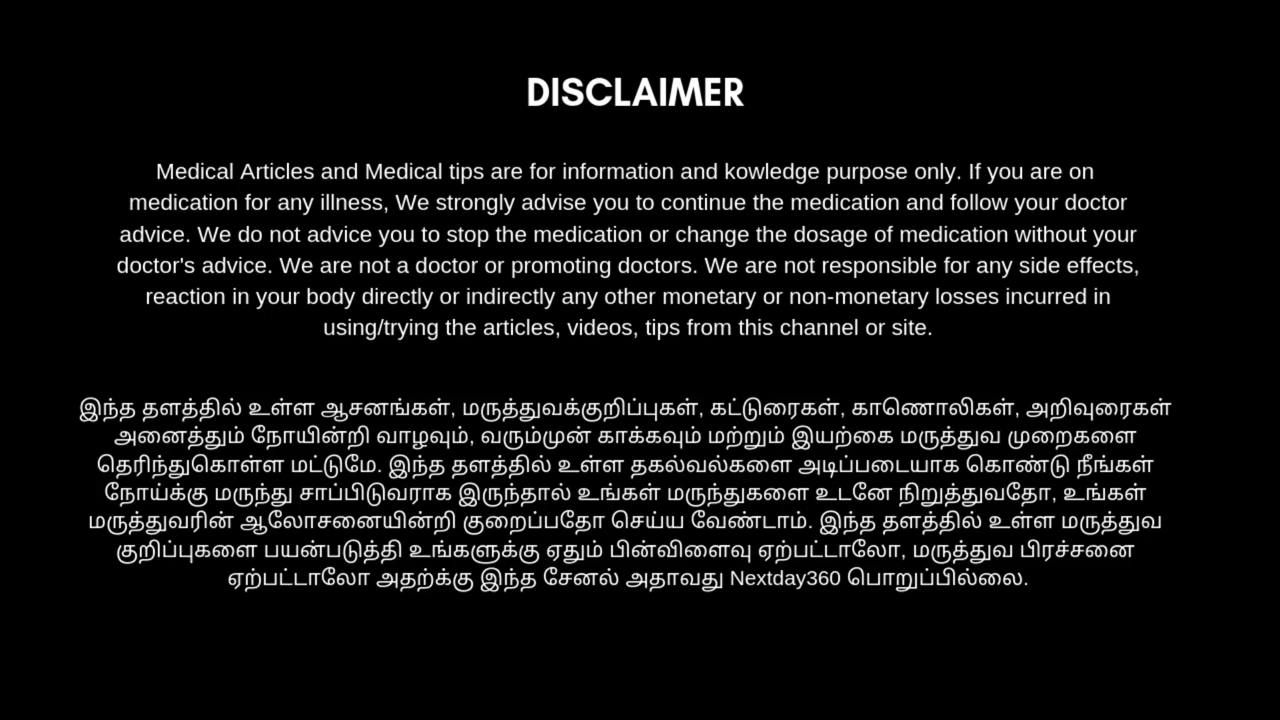 DISCLAIMER
Medical Articles and Medical tips are for information and kowledge purpose only. If you are on
medication for any illness, We strongly advise you to continue the medication and follow your doctor
advice. We do not advice you to stop the medication or change the dosage of medication without your
doctor's advice. We are not a doctor or promoting doctors. We are not responsible for any side effects,
reaction in your body directly or indirectly any other monetary or non-monetary losses incurred in
using/trying the articles, videos, tips from this channel or site.
இந்த தளத்தில் உள்ள ஆசனங்கள், மருத்துவக்குறிப்புகள், கட்டுரைகள், காணொலிகள், அறிவுரைகள்
அனைத்தும் நோயின்றி வாழவும், வரும்முன் காக்கவும் மற்றும் இயற்கை மருத்துவ முறைகளை
தெரிந்துகொள்ள மட்டுமே. இந்த தளத்தில் உள்ள தகல்வல்களை அடிப்படையாக கொண்டு நீங்கள்
நோய்க்கு மருந்து சாப்பிடுவராக இருந்தால் உங்கள் மருந்துகளை உடனே நிறுத்துவதோ, உங்கள்
மருத்துவரின் ஆலோசனையின்றி குறைப்பதோ செய்ய வேண்டாம். இந்த தளத்தில் உள்ள மருத்துவ
குறிப்புகளை பயன்படுத்தி உங்களுக்கு ஏதும் பின்விளைவு ஏற்பட்டாலோ, மருத்துவ பிரச்சனை
ஏற்பட்டாலோ அதற்க்கு இந்த சேனல் அதாவது Nextday360 பொறுப்பில்லை.